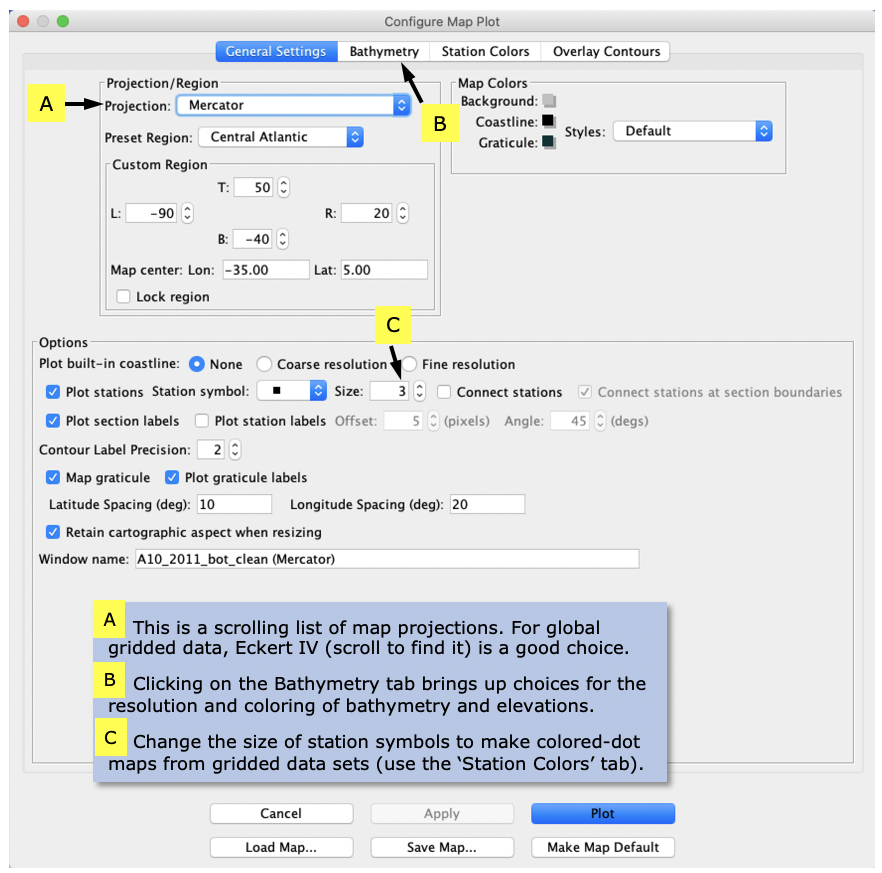 Configure Map Plot
General Settings Bathymetry Station Colors Overlay Contours
A
B
Projection/Region
Projection: Mercator
Preset Region: Central Atlantic
Custom Region
T: 50
L: −90 R: 20
B: −40
Map center: Lon: −35.00 Lat: 5.00
Lock region
Map Colors
Background:
Coastline:
Graticule:
Styles: Default
C
Options
Plot built-in coastline: None Coarse resolution Fine resolution
Plot stations Station symbol: Size: 3 Connect stations Connect stations at section boundaries
Plot section labels Plot station labels Offset: 5 (pixels) Angle: 45 (degs)
Contour Label Precision: 2
Map graticule Plot graticule labels
Latitude Spacing (deg): 10 Longitude Spacing (deg): 20
Retain cartographic aspect when resizing
Window name: A10_2011_bot_clean (Mercator)
A This is a scrolling list of map projections. For global
gridded data, Eckert IV (scroll to find it) is a good choice.
B Clicking on the Bathymetry tab brings up choices for the
resolution and coloring of bathymetry and elevations.
C Change the size of station symbols to make colored-dot
maps from gridded data sets (use the ‘Station Colors’ tab).
Cancel Apply Plot
Load Map... Save Map... Make Map Default